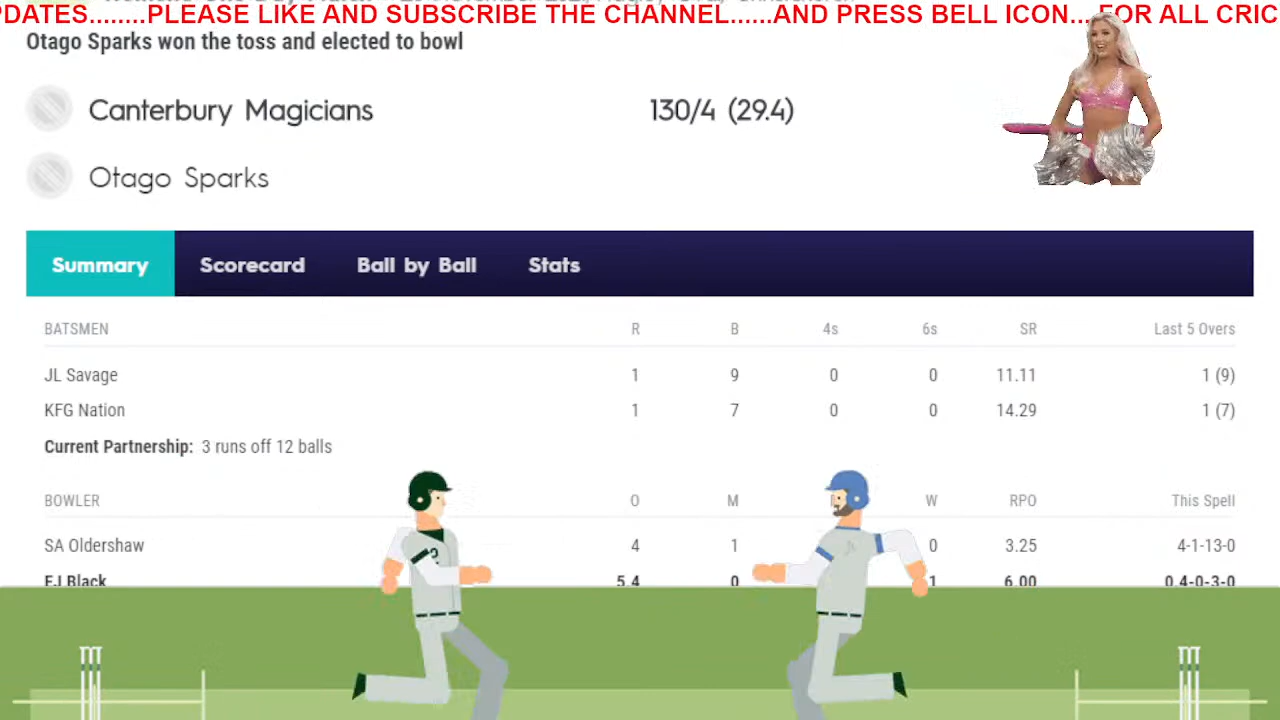 PDATES........PLEASE LIKE AND SUBSCRIBE THE CHANNEL......AND PRESS BELL ICON....FOR ALL CRIC
Otago Sparks won the toss and elected to bowl
Canterbury Magicians 130/4 (29.4)
Otago Sparks
Summary Scorecard Ball by Ball Stats
BATSMEN R B 4s 6s SR Last 5 Overs
JL Savage 1 9 0 0 11.11 1 (9)
KFG Nation 1 7 0 0 14.29 1 (7)
Current Partnership: 3 runs off 12 balls
BOWLER O M W RPO This Spell
SA Oldershaw 4 1 0 3.25 4-1-13-0
EJ Black 5.4 0 1 6.00 0.4-0-3-0